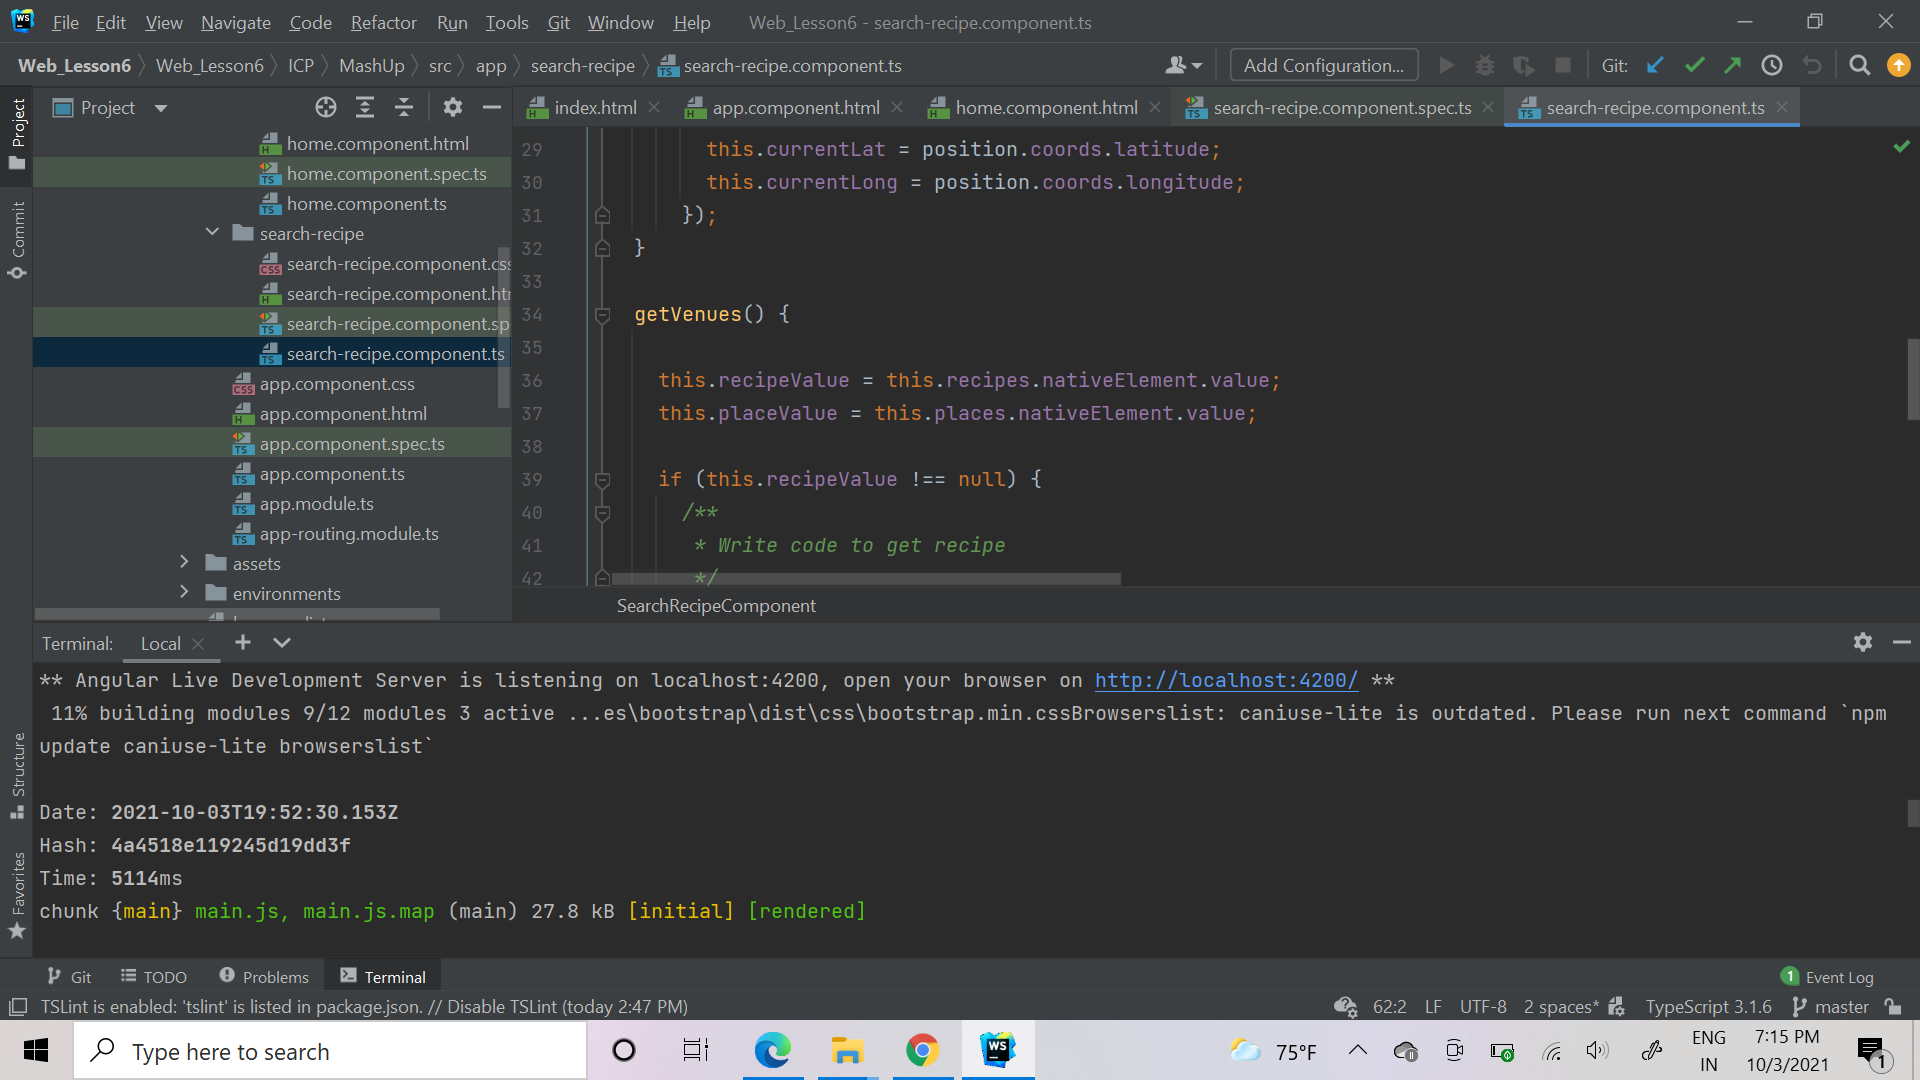 WS File Edit View Navigate Code Refactor Run Tools Git Window Help Web_Lesson6 - search-recipe.component.ts
Web_Lesson6 Web_Lesson6 ICP MashUp src app search-recipe search-recipe.component.ts Add Configuration... Git:
Project
Commit
Structure
Favorites
Project
index.html app.component.html home.component.html search-recipe.component.spec.ts search-recipe.component.ts
home.component.html
home.component.spec.ts
home.component.ts
search-recipe
search-recipe.component.css
search-recipe.component.htm
search-recipe.component.sp
search-recipe.component.ts
app.component.css
app.component.html
app.component.spec.ts
app.component.ts
app.module.ts
app-routing.module.ts
assets
environments
29 this.currentLat = position.coords.latitude;
30 this.currentLong = position.coords.longitude;
31 });
32 }
33
34 getVenues() {
35
36 this.recipeValue = this.recipes.nativeElement.value;
37 this.placeValue = this.places.nativeElement.value;
38
39 if (this.recipeValue !== null) {
40 /**
41 * Write code to get recipe
42 */
SearchRecipeComponent
Terminal: Local
** Angular Live Development Server is listening on localhost:4200, open your browser on http://localhost:4200/ **
11% building modules 9/12 modules 3 active ...es\bootstrap\dist\css\bootstrap.min.cssBrowserslist: caniuse-lite is outdated. Please run next command `npm
update caniuse-lite browserslist`
Date: 2021-10-03T19:52:30.153Z
Hash: 4a4518e119245d19dd3f
Time: 5114ms
chunk {main} main.js, main.js.map (main) 27.8 kB [initial] [rendered]
Git TODO Problems Terminal 1 Event Log
TSLint is enabled: 'tslint' is listed in package.json. // Disable TSLint (today 2:47 PM) 62:2 LF UTF-8 2 spaces* TypeScript 3.1.6 master
Type here to search WS 75°F ENG 7:15 PM
IN 10/3/2021 1